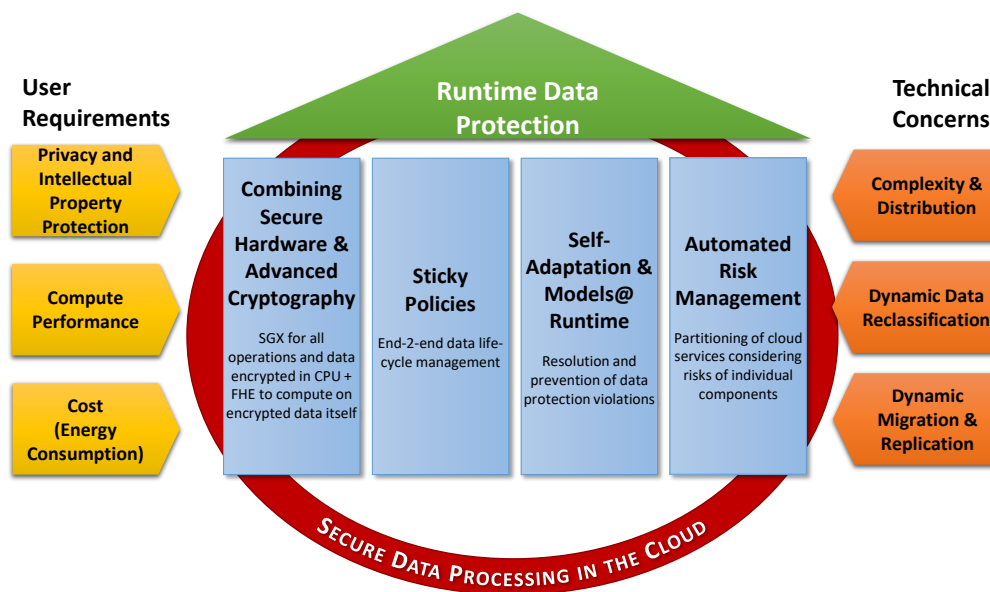 Runtime Data
Protection
User
Requirements
Privacy and
Intellectual
Property
Protection
Compute
Performance
Cost
(Energy
Consumption)
Combining
Secure
Hardware &
Advanced
Cryptography
SGX for all
operations and data
encrypted in CPU +
FHE to compute on
encrypted data itself
Sticky
Policies
End-2-end data life-
cycle management
Self-
Adaptation &
Models@
Runtime
Resolution and
prevention of data
protection violations
Automated
Risk
Management
Partitioning of cloud
services considering
risks of individual
components
Technical
Concerns
Complexity &
Distribution
Dynamic Data
Reclassification
Dynamic
Migration &
Replication
SECURE DATA PROCESSING IN THE CLOUD